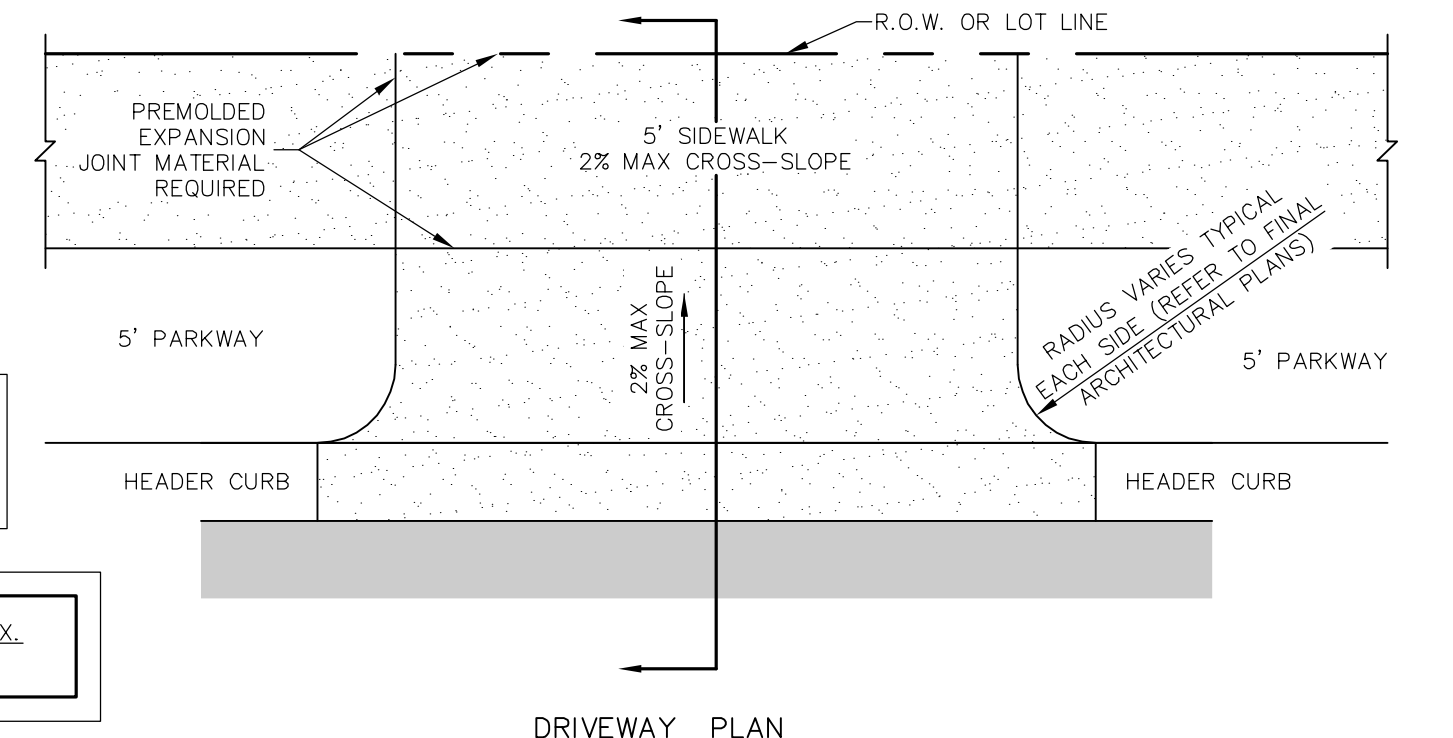 R.O.W. OR LOT LINE
PREMOLDED
EXPANSION
JOINT MATERIAL
REQUIRED
5' SIDEWALK
2% MAX CROSS-SLOPE
RADIUS VARIES TYPICAL
EACH SIDE (REFER TO FINAL
ARCHITECTURAL PLANS)
5' PARKWAY
2% MAX
CROSS-SLOPE
5' PARKWAY
HEADER CURB
HEADER CURB
X.
DRIVEWAY PLAN